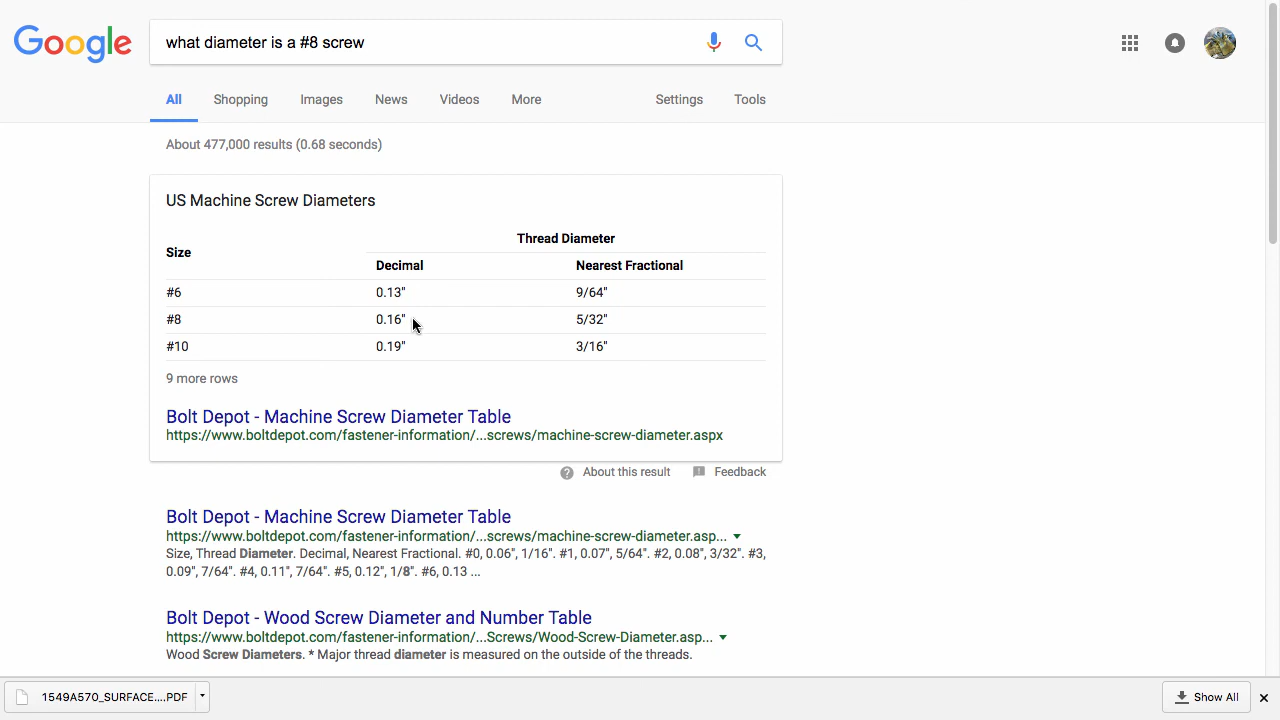 Google
what diameter is a #8 screw
All Shopping Images News Videos More Settings Tools
About 477,000 results (0.68 seconds)
US Machine Screw Diameters
Thread Diameter
Size
Decimal Nearest Fractional
#6 0.13" 9/64"
#8 0.16" 5/32"
#10 0.19" 3/16"
9 more rows
Bolt Depot - Machine Screw Diameter Table
https://www.boltdepot.com/fastener-information/...screws/machine-screw-diameter.aspx
About this result Feedback
Bolt Depot - Machine Screw Diameter Table
https://www.boltdepot.com/fastener-information/...screws/machine-screw-diameter.asp...
Size, Thread Diameter. Decimal, Nearest Fractional. #0, 0.06", 1/16". #1, 0.07", 5/64". #2, 0.08", 3/32". #3,
0.09", 7/64". #4, 0.11", 7/64". #5, 0.12", 1/8". #6, 0.13 ...
Bolt Depot - Wood Screw Diameter and Number Table
https://www.boltdepot.com/fastener-information/...Screws/Wood-Screw-Diameter.asp...
Wood Screw Diameters. * Major thread diameter is measured on the outside of the threads.
1549A570_SURFACE....PDF Show All